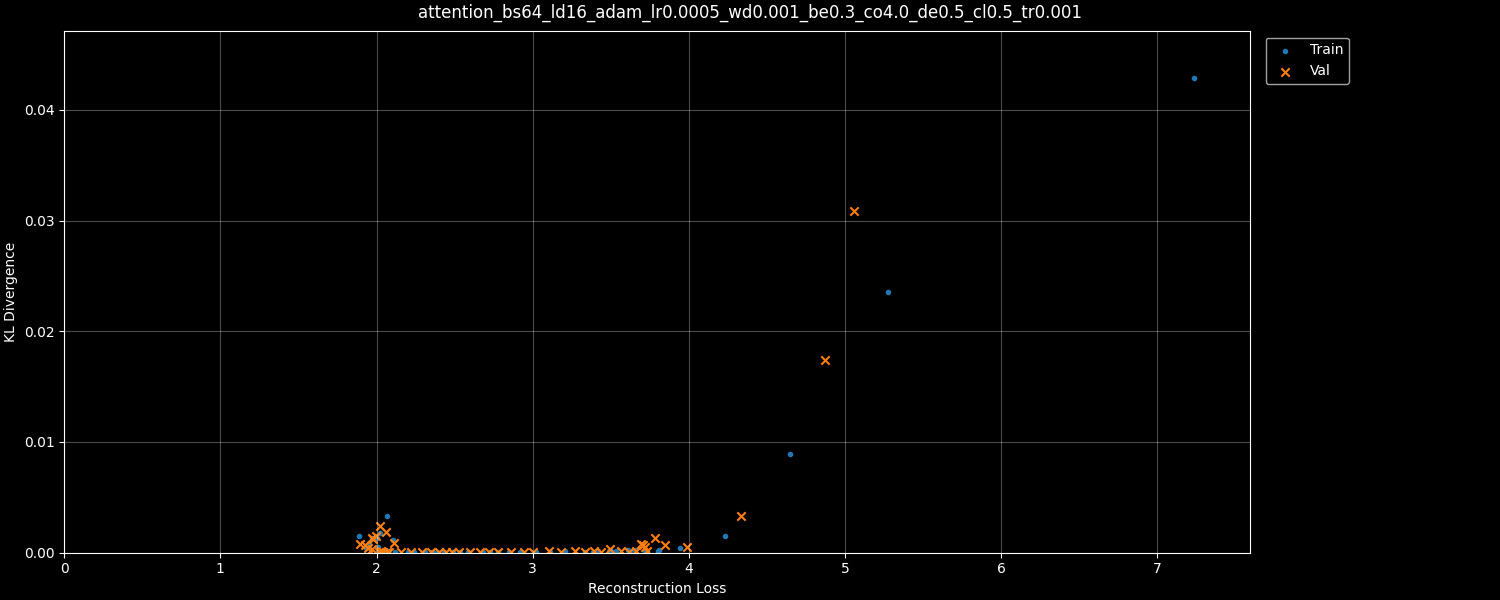 attention_bs64_ld16_adam_lr0.0005_wd0.001_be0.3_co4.0_de0.5_cl0.5_tr0.001
Train
Val
KL Divergence
0.04
0.03
0.02
0.01
0.00
0 1 2 3 4 5 6 7
Reconstruction Loss